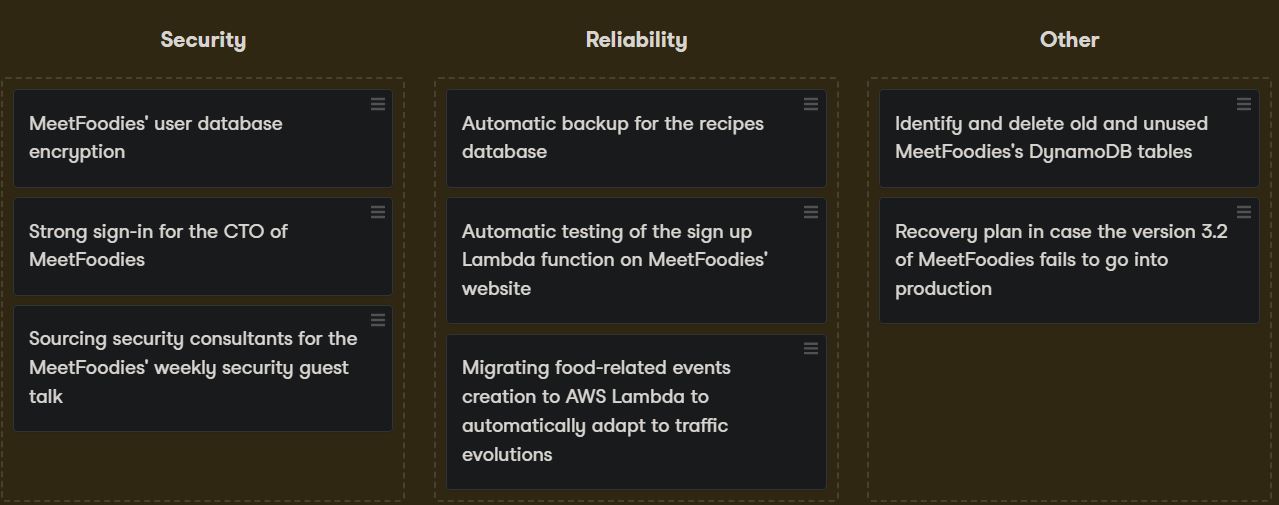 Security
MeetFoodies' user database
encryption
Strong sign-in for the CTO of
MeetFoodies
Sourcing security consultants for the
MeetFoodies' weekly security guest
talk
Reliability
Automatic backup for the recipes
database
Automatic testing of the sign up
Lambda function on MeetFoodies'
website
Migrating food-related events
creation to AWS Lambda to
automatically adapt to traffic
evolutions
Other
Identify and delete old and unused
MeetFoodies's DynamoDB tables
Recovery plan in case the version 3.2
of MeetFoodies fails to go into
production